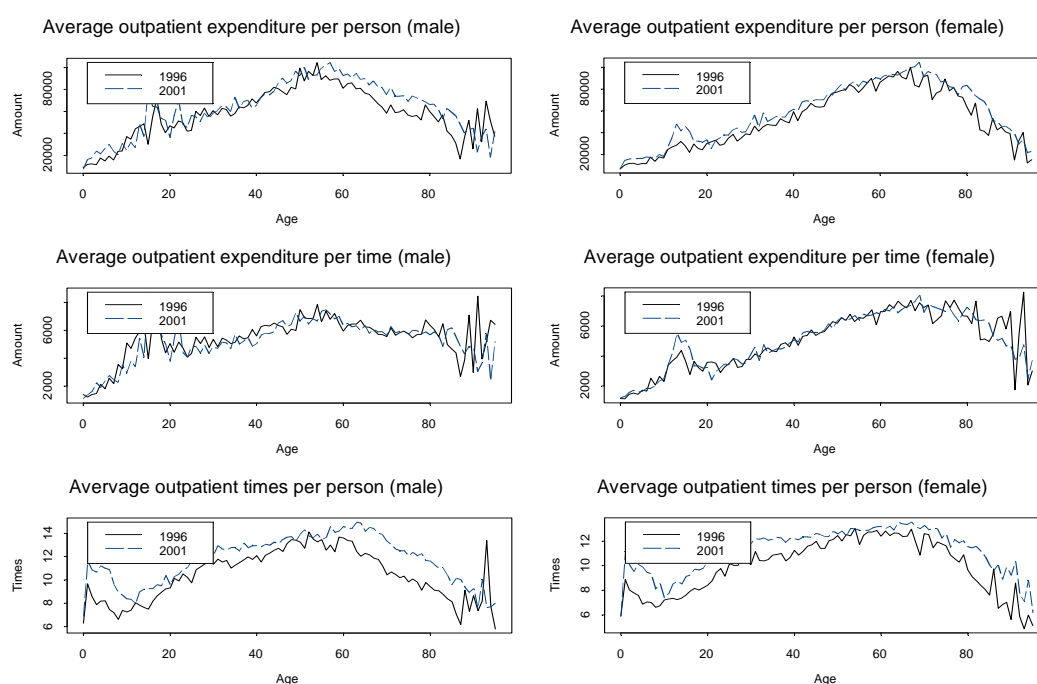 Average outpatient expenditure per person (male)
Amount
80000
20000
1996
2001
0 20 40 60 80
Age
Average outpatient expenditure per person (female)
Amount
80000
20000
1996
2001
0 20 40 60 80
Age
Average outpatient expenditure per time (male)
Amount
6000
2000
1996
2001
0 20 40 60 80
Age
Average outpatient expenditure per time (female)
Amount
6000
2000
1996
2001
0 20 40 60 80
Age
Avervage outpatient times per person (male)
Times
14
12
10
8
6
1996
2001
0 20 40 60 80
Age
Avervage outpatient times per person (female)
Times
12
10
8
6
1996
2001
0 20 40 60 80
Age